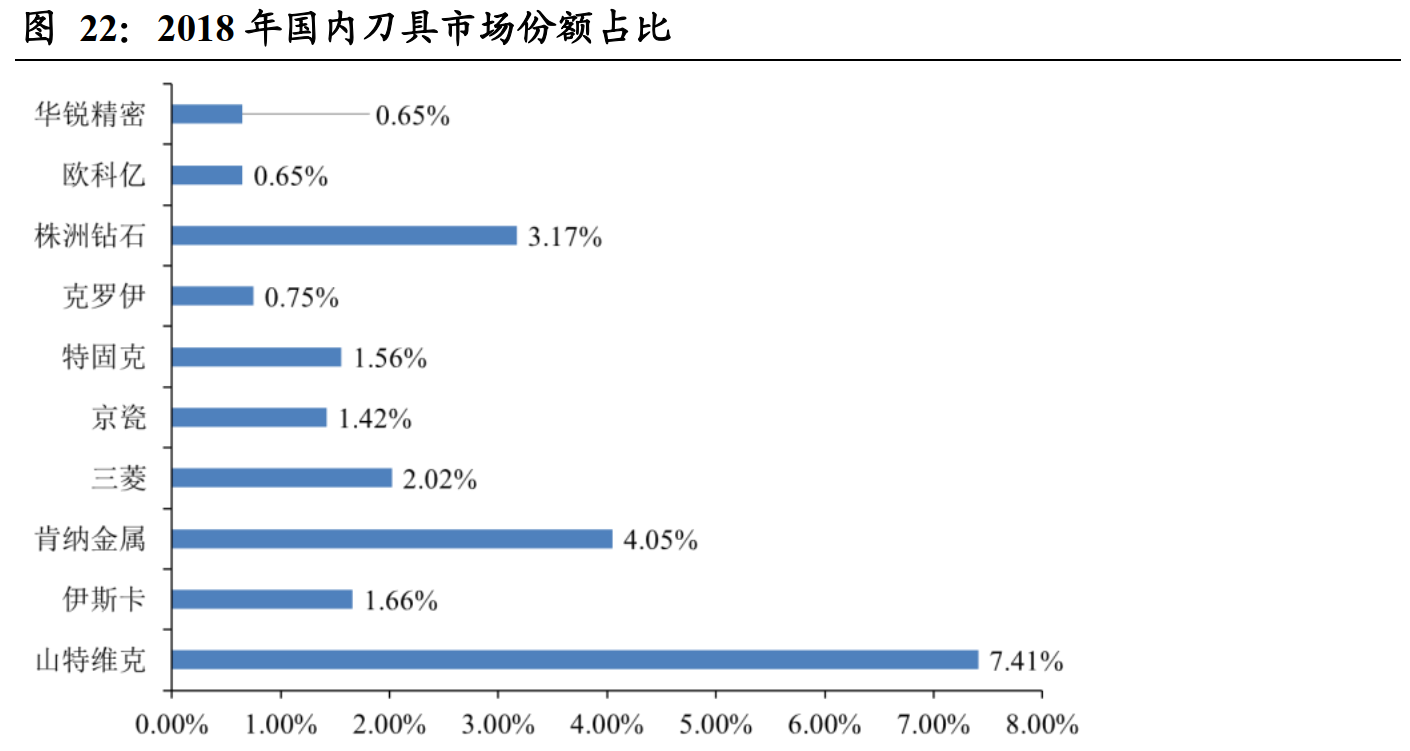 图 22：2018 年国内刀具市场份额占比
华锐精密 0.65%
欧科亿 0.65%
株洲钻石 3.17%
克罗伊 0.75%
特固克 1.56%
京瓷 1.42%
三菱 2.02%
肯纳金属 4.05%
伊斯卡 1.66%
山特维克 7.41%
0.00% 1.00% 2.00% 3.00% 4.00% 5.00% 6.00% 7.00% 8.00%